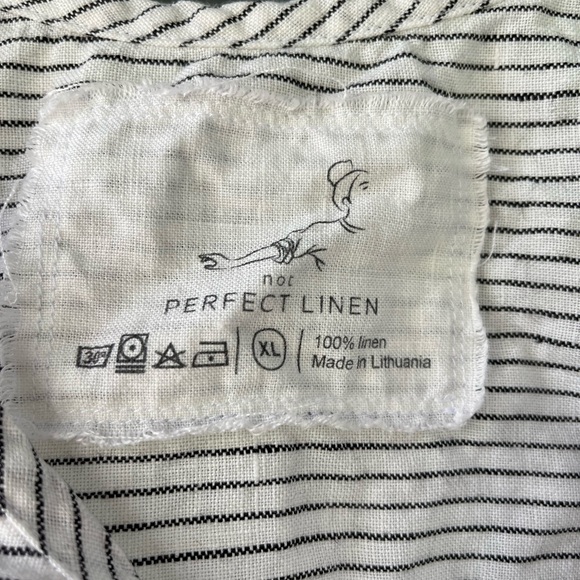 not
PERFECT LINEN
30° XL 100% linen
Made in Lithuania